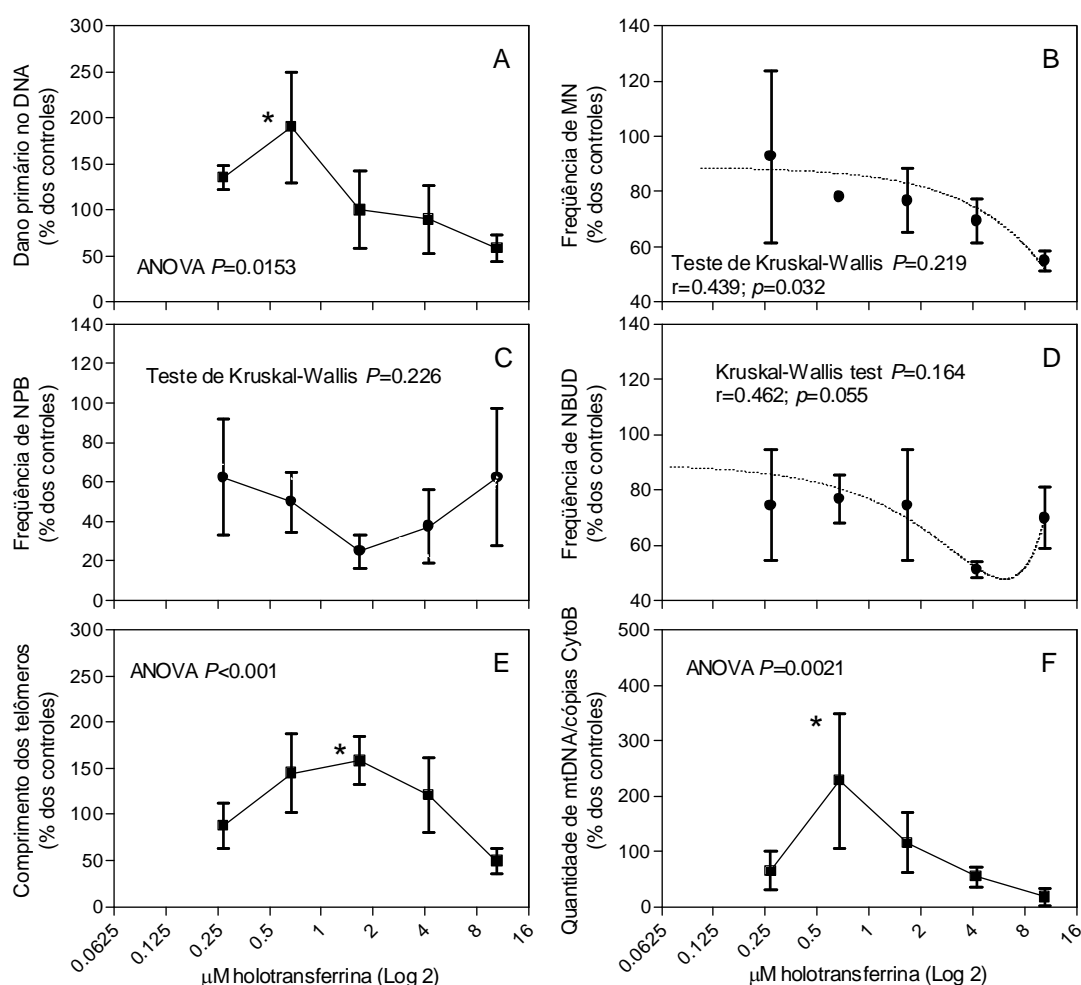 A
Dano primário no DNA
(% dos controles)
300
250
200
150
100
50
0
*
ANOVA P=0.0153
B
Freqüência de MN
(% dos controles)
140
120
100
80
60
40
Teste de Kruskal-Wallis P=0.219
r=0.439; p=0.032
C
Freqüência de NPB
(% dos controles)
140
120
100
80
60
40
20
0
Teste de Kruskal-Wallis P=0.226
D
Freqüência de NBUD
(% dos controles)
140
120
100
80
60
40
Kruskal-Wallis test P=0.164
r=0.462; p=0.055
E
Comprimento dos telômeros
(% dos controles)
300
250
200
150
100
50
0
ANOVA P<0.001
*
0.0625 0.125 0.25 0.5 1 2 4 8 16
µM holotransferrina (Log 2)
F
Quantidade de mtDNA/cópias CytoB
(% dos controles)
500
400
300
200
100
0
ANOVA P=0.0021
*
0.0625 0.125 0.25 0.5 1 2 4 8 16
µM holotransferrina (Log 2)